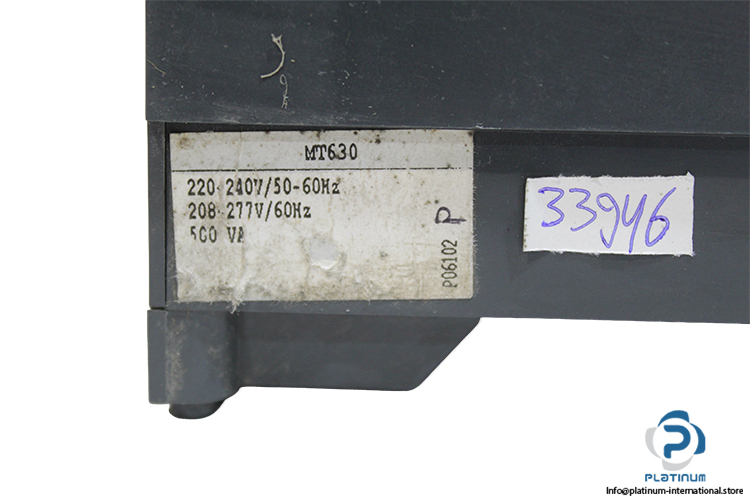 MT630
220-240V/50-60Hz
208-277V/60Hz
500 VA
P06102 P
33946
PLATINUM
Info@platinum-international.store